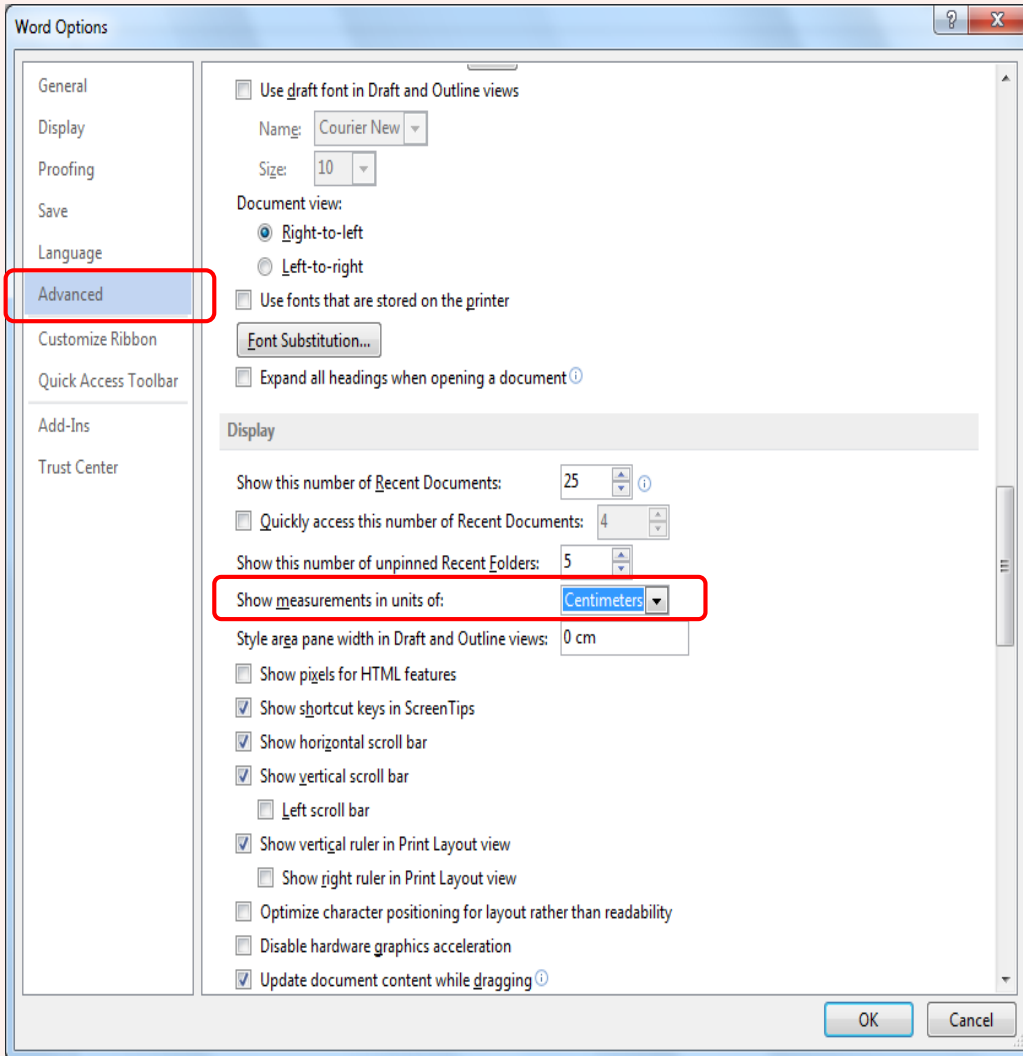 Word Options
General
Display
Proofing
Save
Language
Advanced
Customize Ribbon
Quick Access Toolbar
Add-Ins
Trust Center
Use draft font in Draft and Outline views
Name: Courier New
Size: 10
Document view:
Right-to-left
Left-to-right
Use fonts that are stored on the printer
Font Substitution...
Expand all headings when opening a document
Display
Show this number of Recent Documents: 25
Quickly access this number of Recent Documents: 4
Show this number of unpinned Recent Folders: 5
Show measurements in units of: Centimeters
Style area pane width in Draft and Outline views: 0 cm
Show pixels for HTML features
Show shortcut keys in ScreenTips
Show horizontal scroll bar
Show vertical scroll bar
Left scroll bar
Show vertical ruler in Print Layout view
Show right ruler in Print Layout view
Optimize character positioning for layout rather than readability
Disable hardware graphics acceleration
Update document content while dragging
OK Cancel